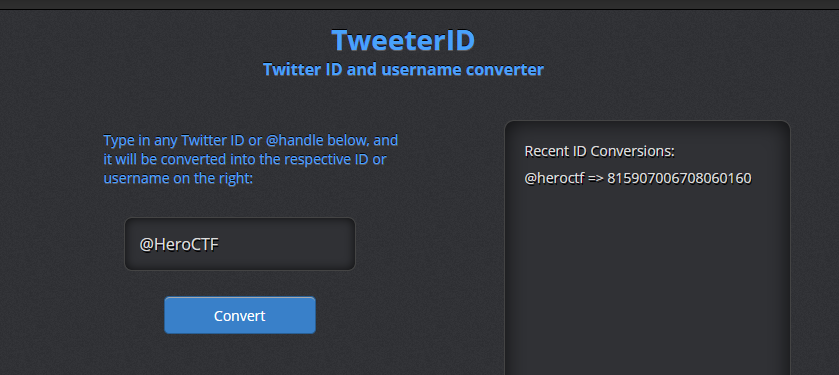 TweeterID
Twitter ID and username converter
Type in any Twitter ID or @handle below, and
it will be converted into the respective ID or
username on the right:
@HeroCTF
Convert
Recent ID Conversions:
@heroctf => 815907006708060160